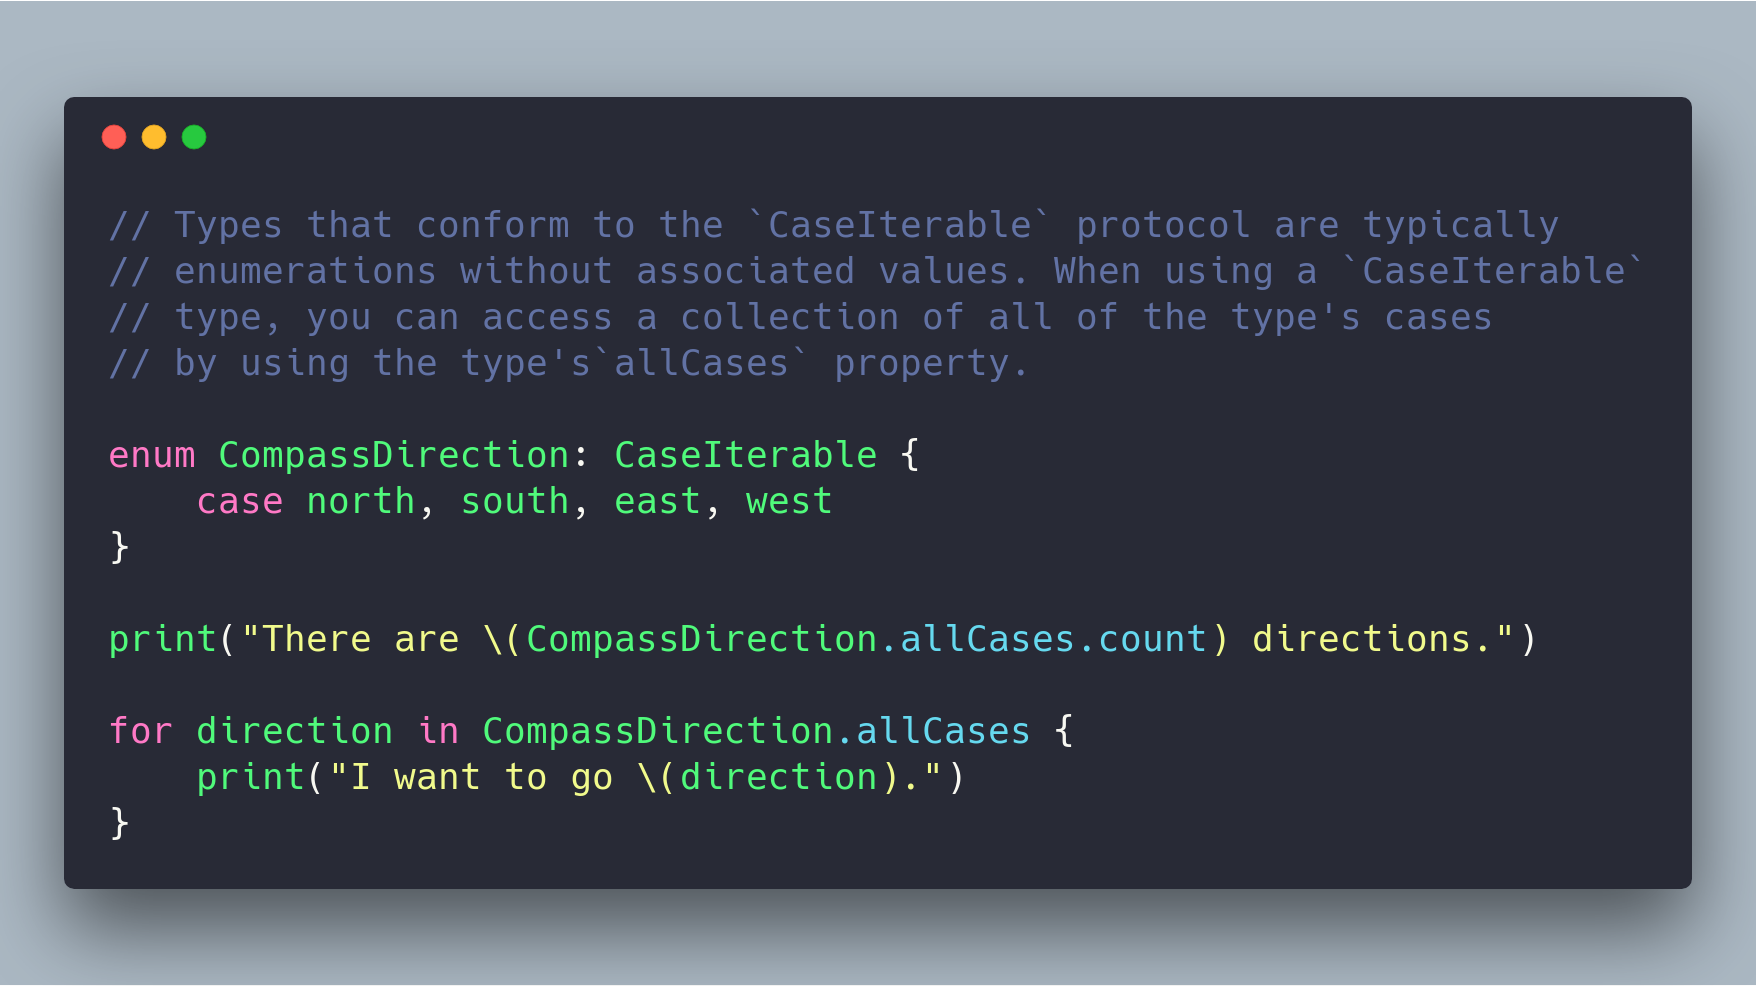 // Types that conform to the `CaseIterable` protocol are typically
// enumerations without associated values. When using a `CaseIterable`
// type, you can access a collection of all of the type's cases
// by using the type's`allCases` property.

enum CompassDirection: CaseIterable {
    case north, south, east, west
}

print("There are \(CompassDirection.allCases.count) directions.")

for direction in CompassDirection.allCases {
    print("I want to go \(direction).")
}